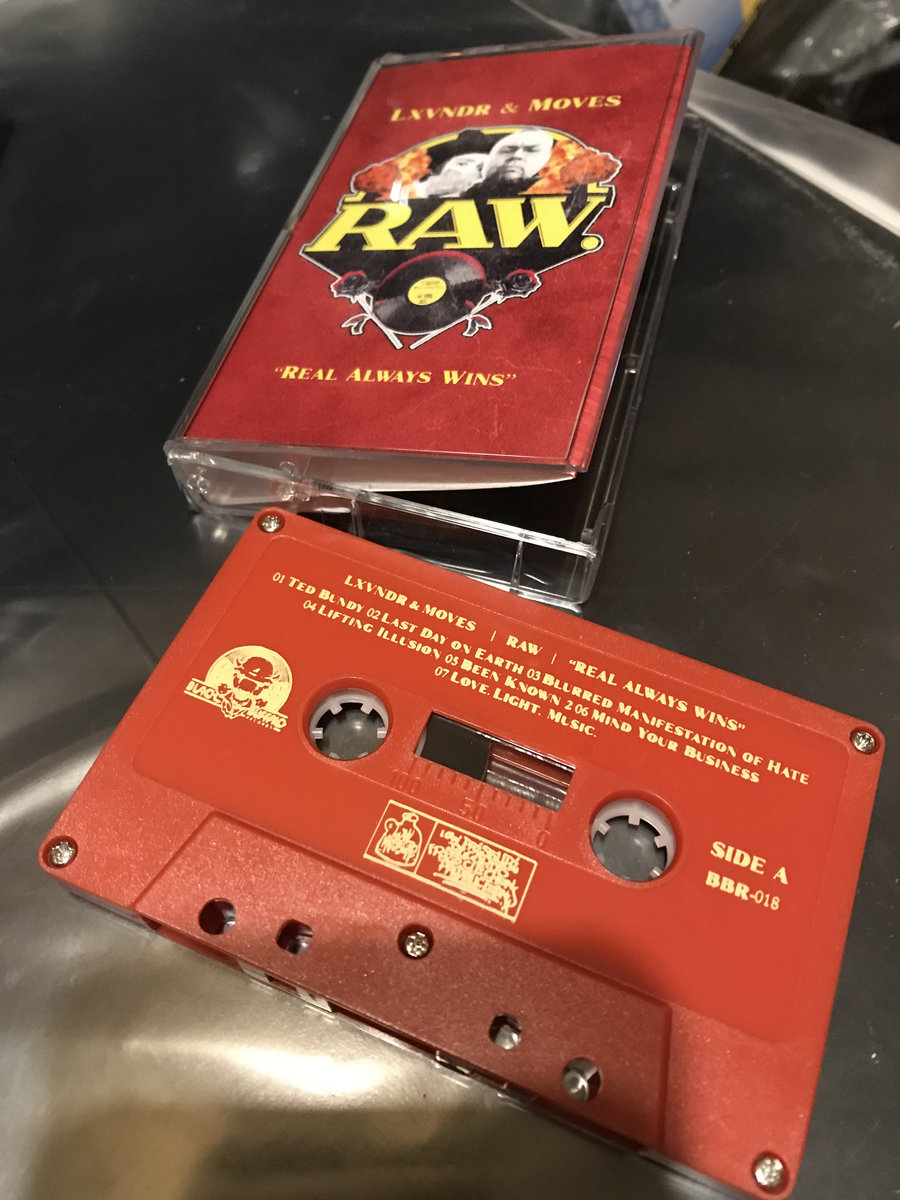 LXVNDR & MOVES
RAW.
"REAL ALWAYS WINS"
LXVNDR & MOVES | RAW | "REAL ALWAYS WINS"
01 TED BUNDY 02 LAST DAY ON EARTH 03 BLURRED MANIFESTATION OF HATE
04 LIFTING ILLUSION 05 BEEN KNOWN 2 06 MIND YOUR BUSINESS
07 LOVE. LIGHT. MUSIC.
BLACK BUFFALO
100 50 0
SIDE A
BBR-018